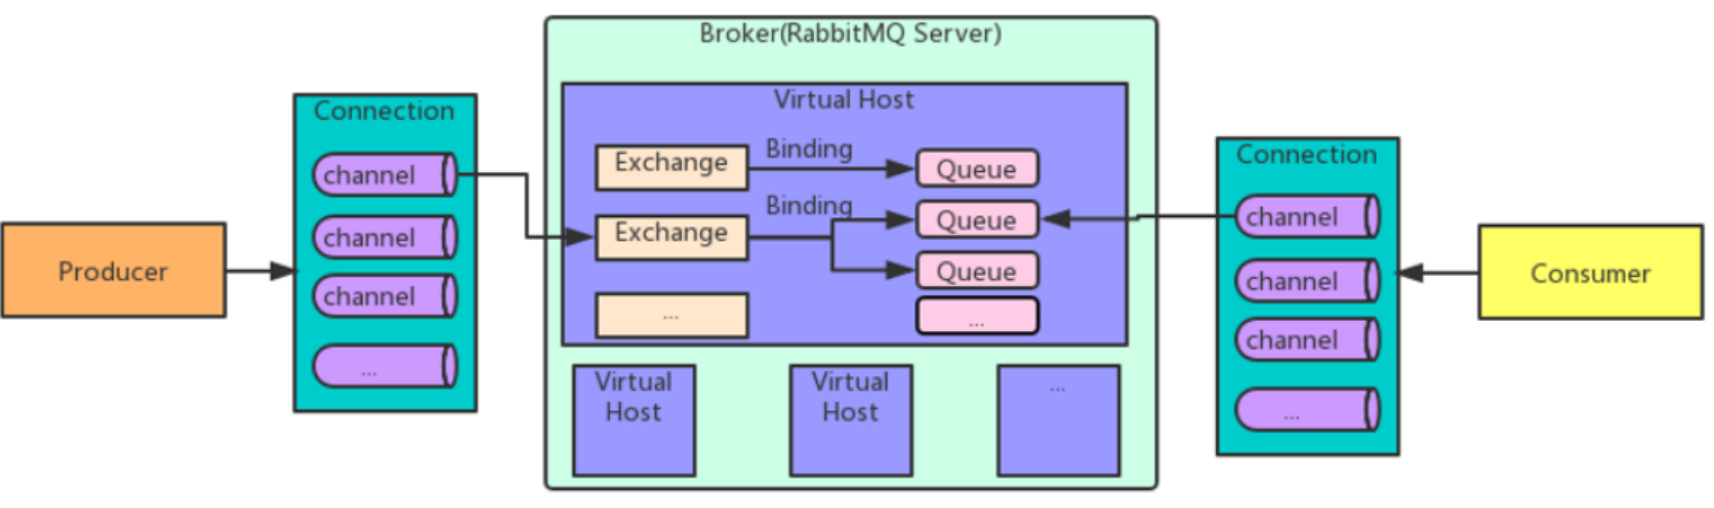 Broker(RabbitMQ Server)
Connection
channel
channel
channel
...
Producer
Virtual Host
Exchange
Binding
Queue
Exchange
Binding
Queue
Queue
...
...
Virtual
Host
Virtual
Host
...
Connection
channel
channel
channel
...
Consumer